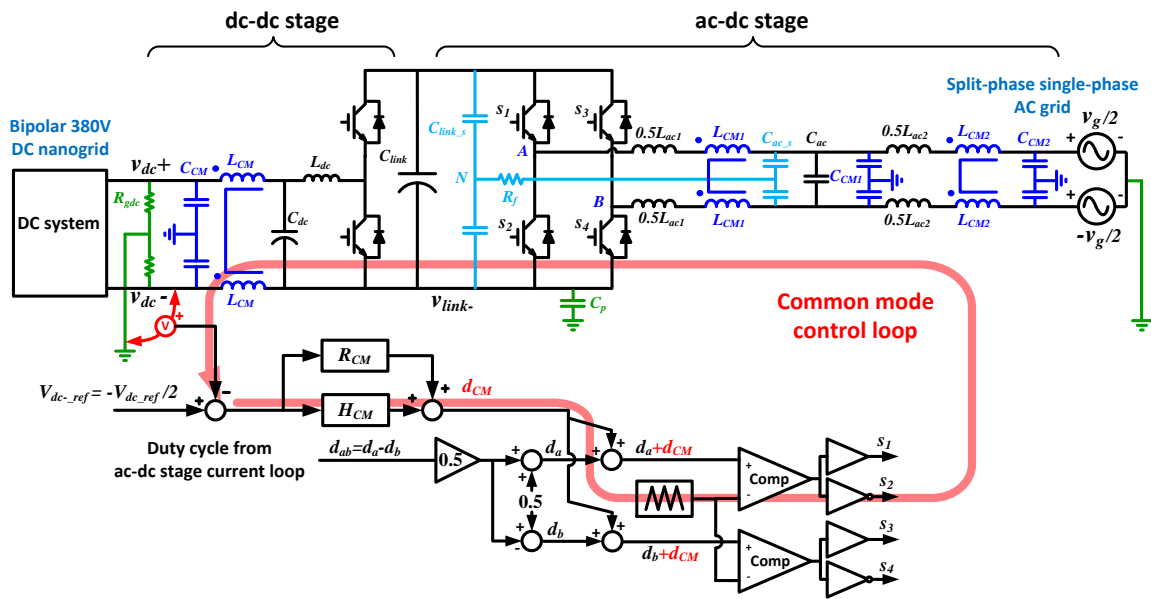 dc-dc stage
ac-dc stage
Bipolar 380V
DC nanogrid
Split-phase single-phase
AC grid
DC system
v_dc+
R_gdc
C_CM
L_CM
L_dc
C_dc
C_link
C_link_s
N
R_f
S1
S3
A
B
S2
S4
0.5L_ac1
L_CM1
C_ac_s
C_ac
C_CM1
0.5L_ac2
L_CM2
C_CM2
v_g/2
+
-
+
-
0.5L_ac1
L_CM1
0.5L_ac2
L_CM2
-v_g/2
v_dc-
L_CM
v_link-
C_p
V
+
-
Common mode
control loop
R_CM
H_CM
V_dc-_ref = -V_dc_ref/2
+
-
+
+
d_CM
Duty cycle from
ac-dc stage current loop
d_ab=d_a-d_b
0.5
+
+
d_a
+
+
d_a+d_CM
0.5
+
-
d_b
+
+
d_b+d_CM
+
-
Comp
+
-
Comp
S1
S2
S3
S4